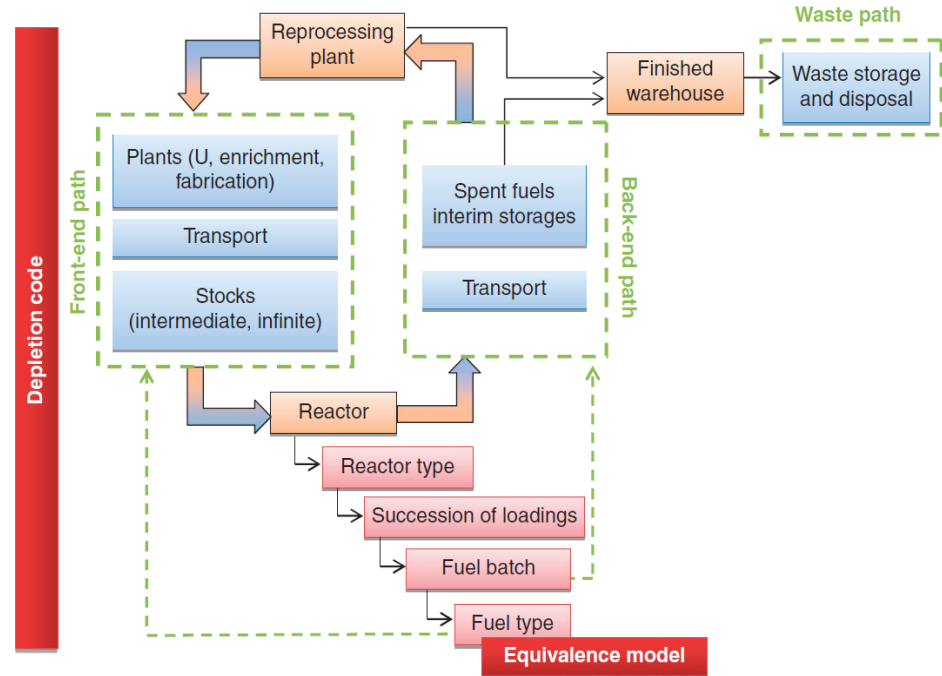 Waste path
Reprocessing
plant
Finished
warehouse
Waste storage
and disposal
Depletion code
Front-end path
Plants (U, enrichment,
fabrication)
Transport
Stocks
(intermediate, infinite)
Spent fuels
interim storages
Transport
Back-end path
Reactor
Reactor type
Succession of loadings
Fuel batch
Fuel type
Equivalence model